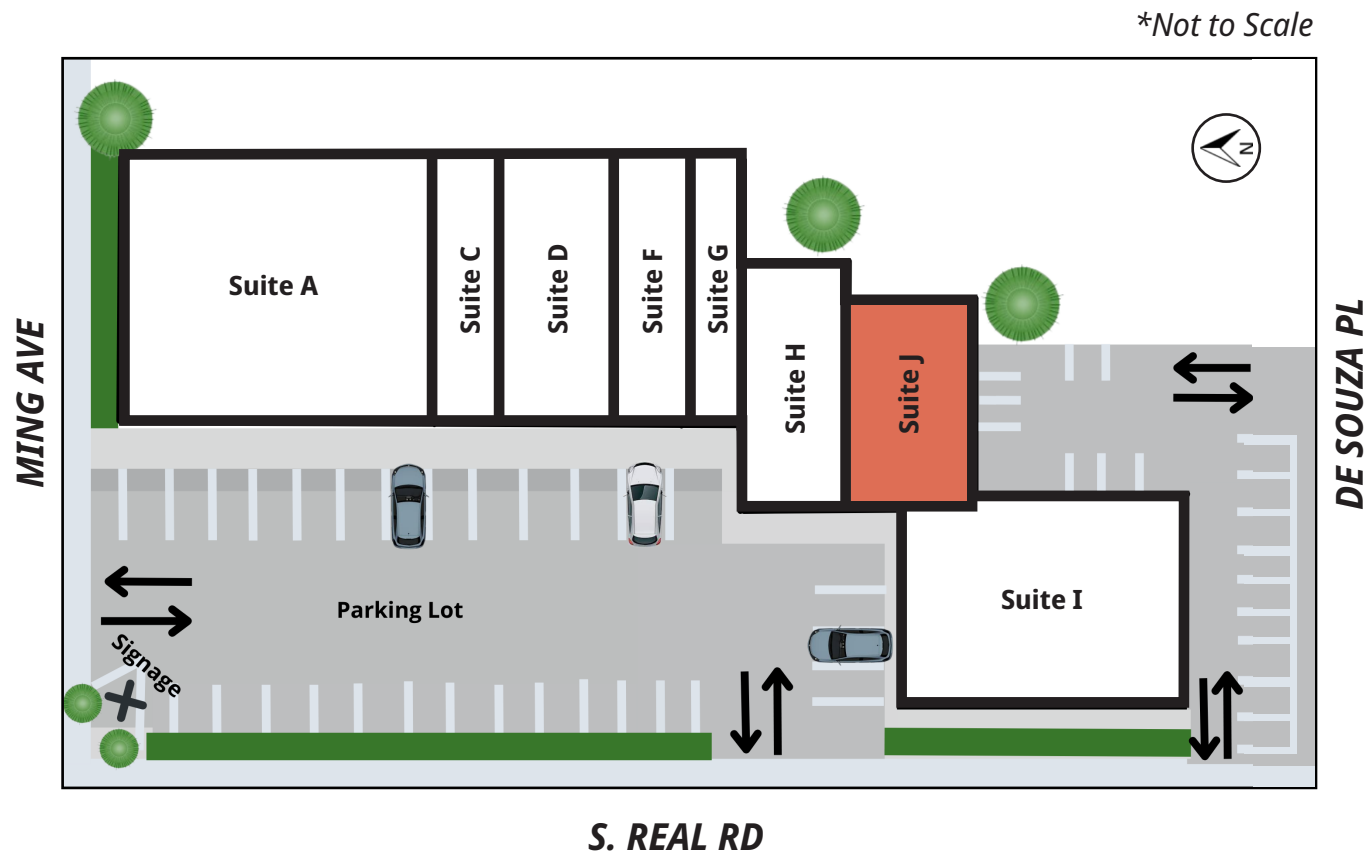 *Not to Scale
N
Suite A
Suite C
Suite D
Suite F
Suite G
Suite H
Suite J
MING AVE
DE SOUZA PL
Parking Lot
Suite I
Signage
S. REAL RD